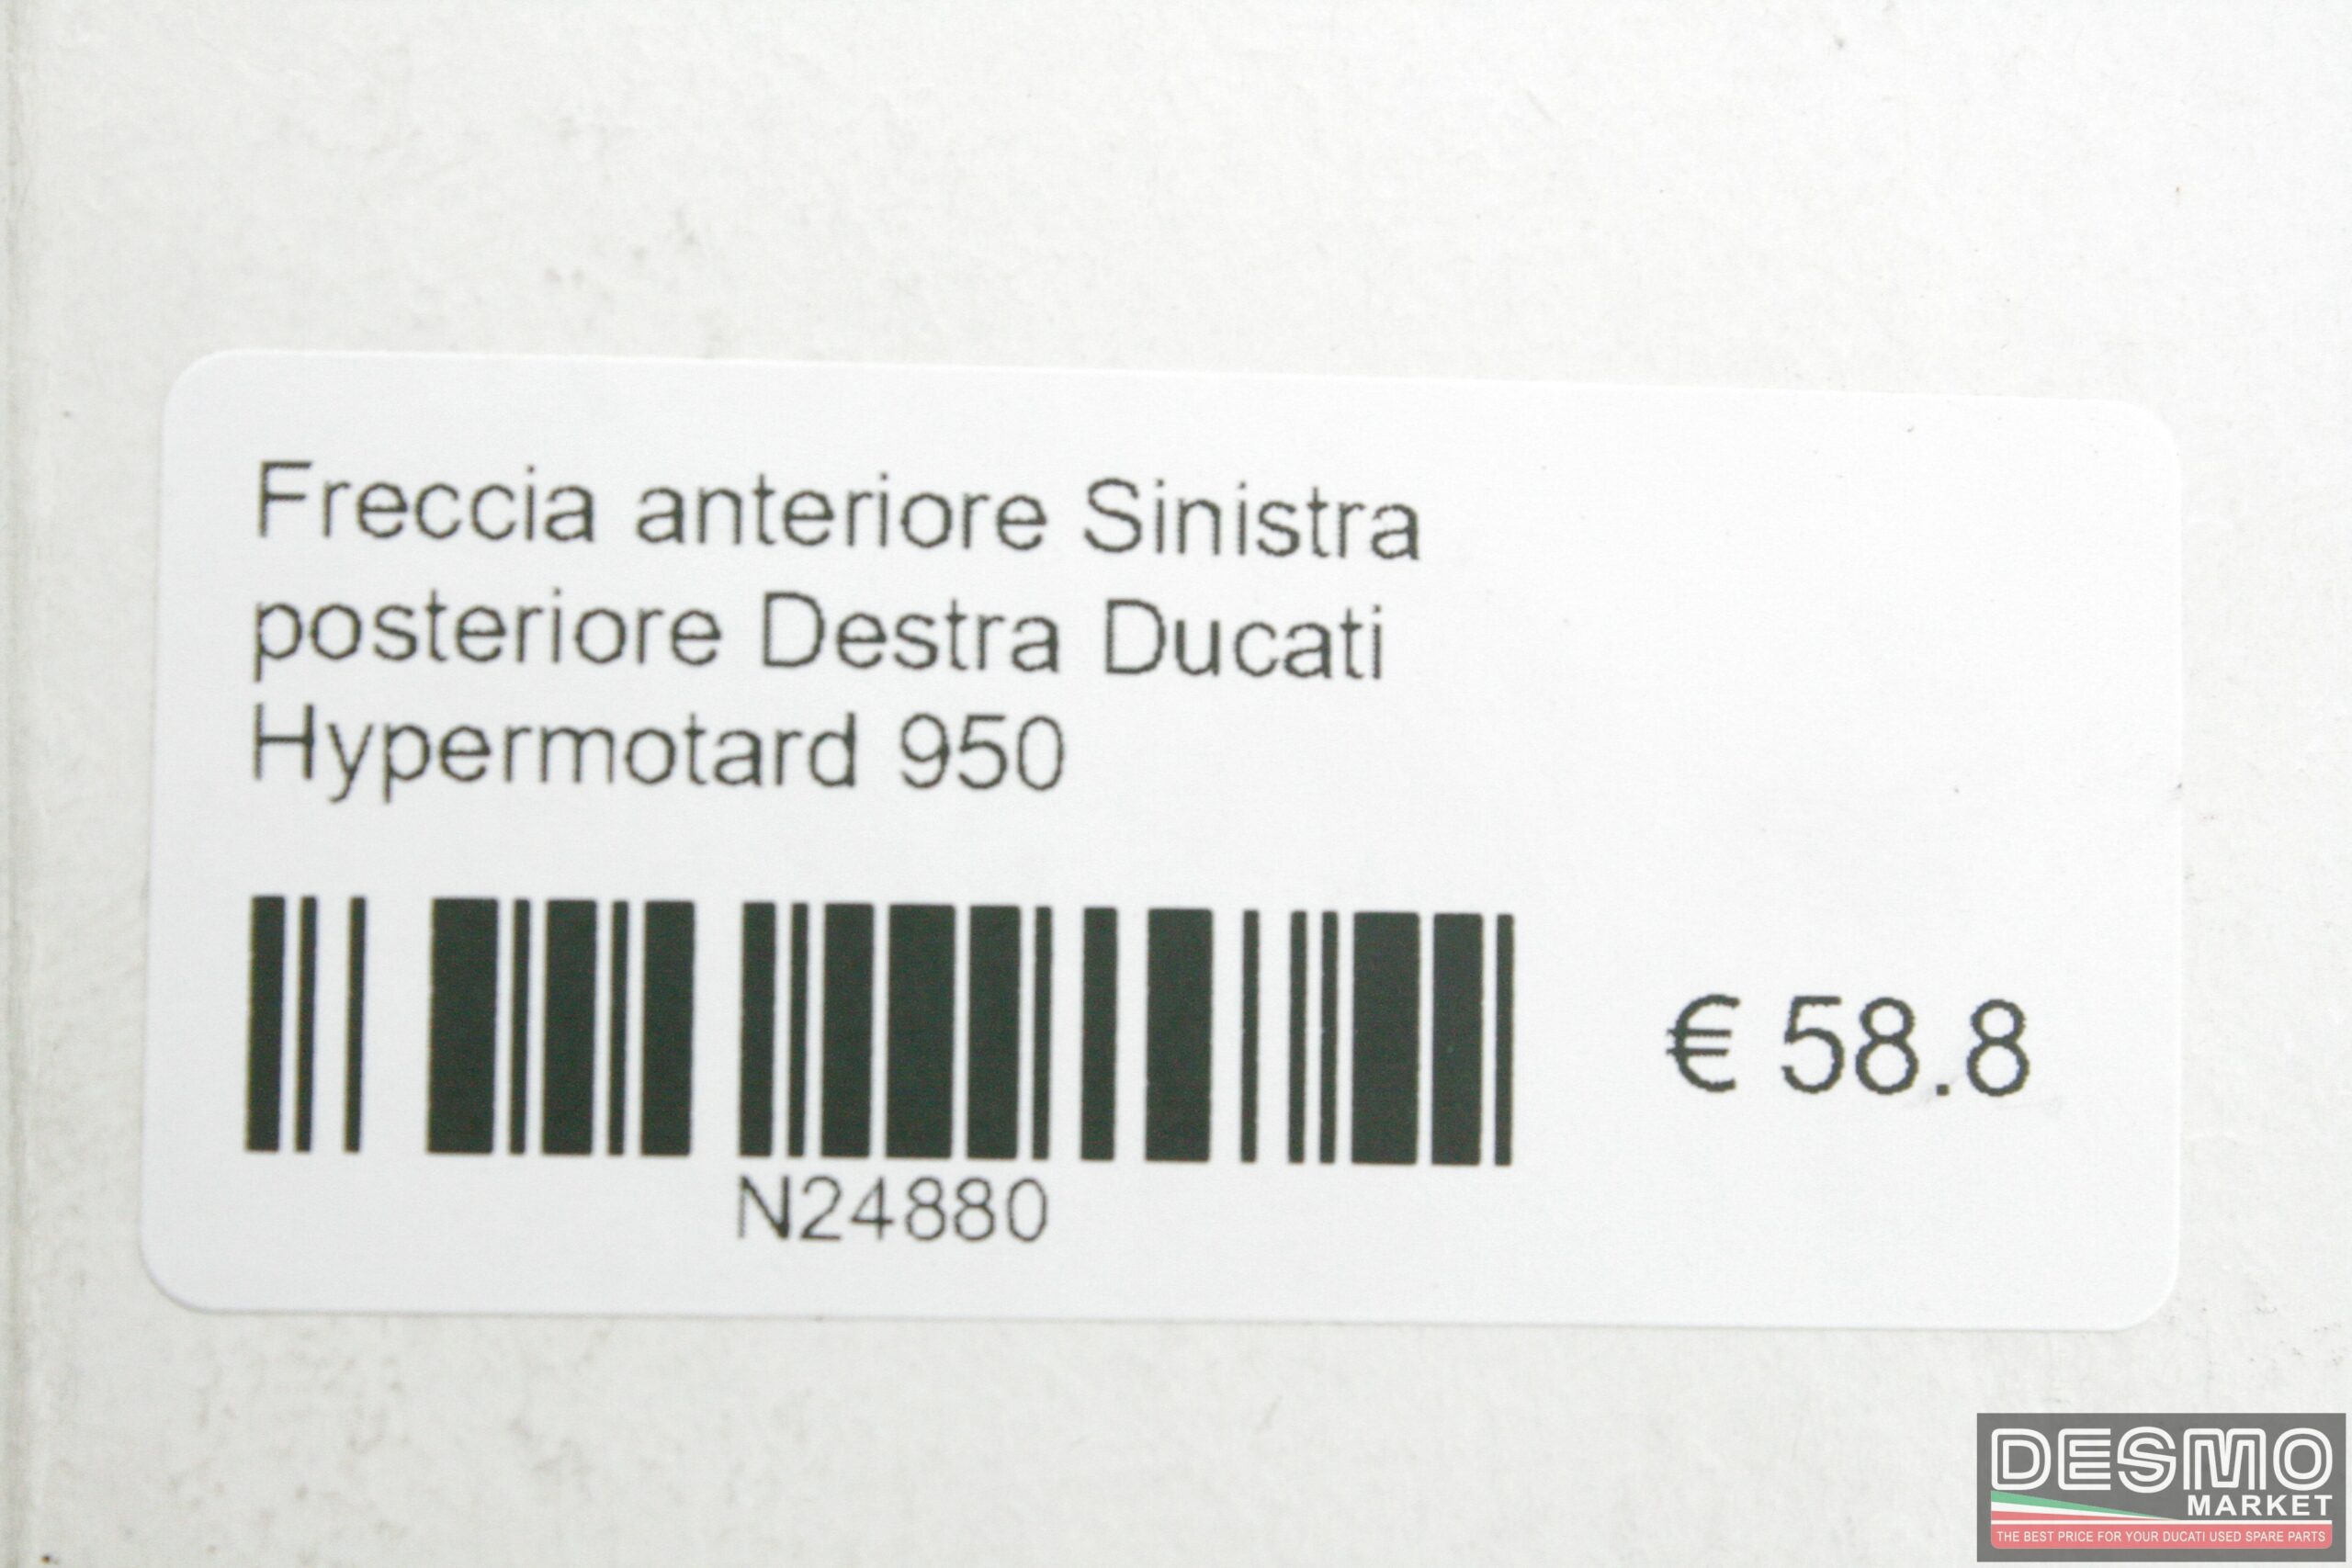 Freccia anteriore Sinistra
posteriore Destra Ducati
Hypermotard 950
€ 58.8
N24880
DESMO
MARKET
THE BEST PRICE FOR YOUR DUCATI USED SPARE PARTS